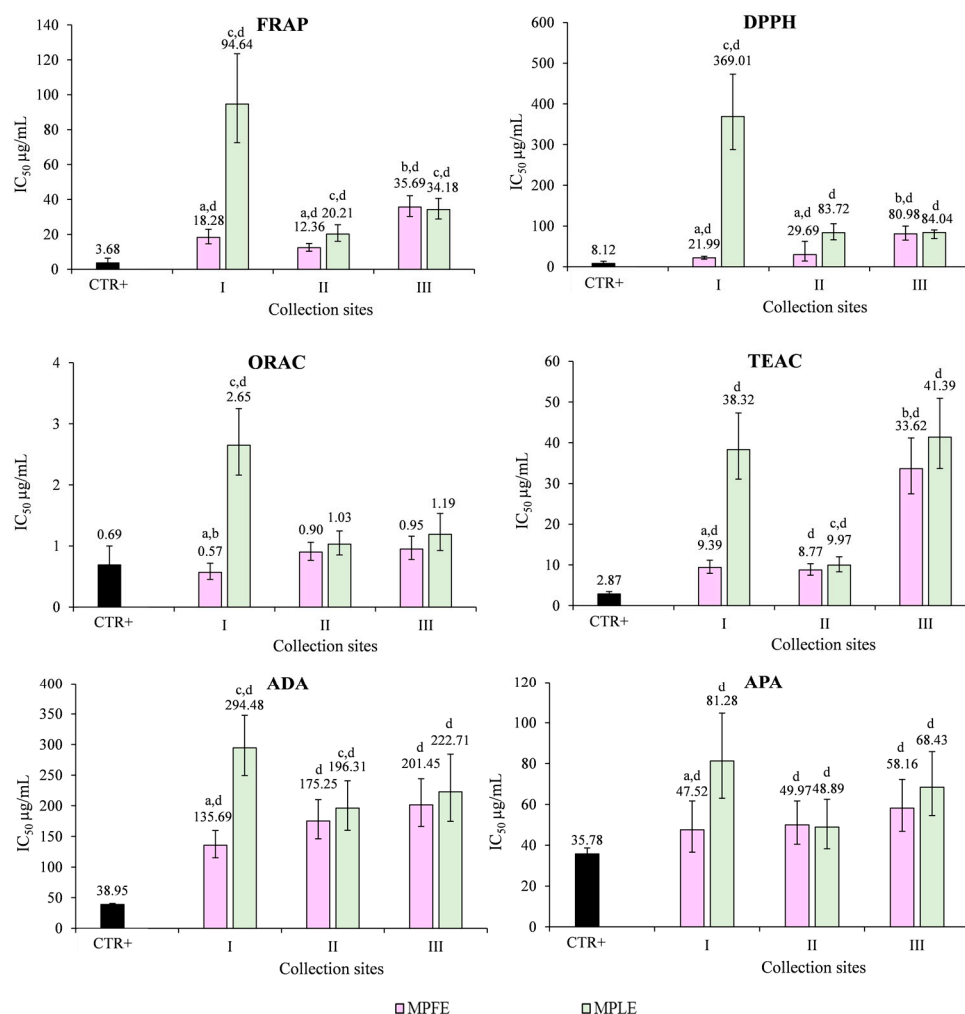 FRAP
IC50 µg/mL
140
120
100
80
60
40
20
0
3.68
a,d
18.28
c,d
94.64
a,d
12.36
c,d
20.21
b,d
35.69
c,d
34.18
CTR+ I II III
Collection sites
DPPH
IC50 µg/mL
600
500
400
300
200
100
0
8.12
a,d
21.99
c,d
369.01
a,d
29.69
d
83.72
b,d
80.98
d
84.04
CTR+ I II III
Collection sites
ORAC
IC50 µg/mL
4
3
2
1
0
0.69
a,b
0.57
c,d
2.65
0.90
1.03
0.95
1.19
CTR+ I II III
Collection sites
TEAC
IC50 µg/mL
60
50
40
30
20
10
0
2.87
a,d
9.39
d
38.32
d
8.77
c,d
9.97
b,d
33.62
d
41.39
CTR+ I II III
Collection sites
ADA
IC50 µg/mL
400
350
300
250
200
150
100
50
0
38.95
a,d
135.69
c,d
294.48
d
175.25
c,d
196.31
d
201.45
d
222.71
CTR+ I II III
Collection sites
APA
IC50 µg/mL
120
100
80
60
40
20
0
35.78
a,d
47.52
d
81.28
d
49.97
d
48.89
d
58.16
d
68.43
CTR+ I II III
Collection sites
MPFE MPLE